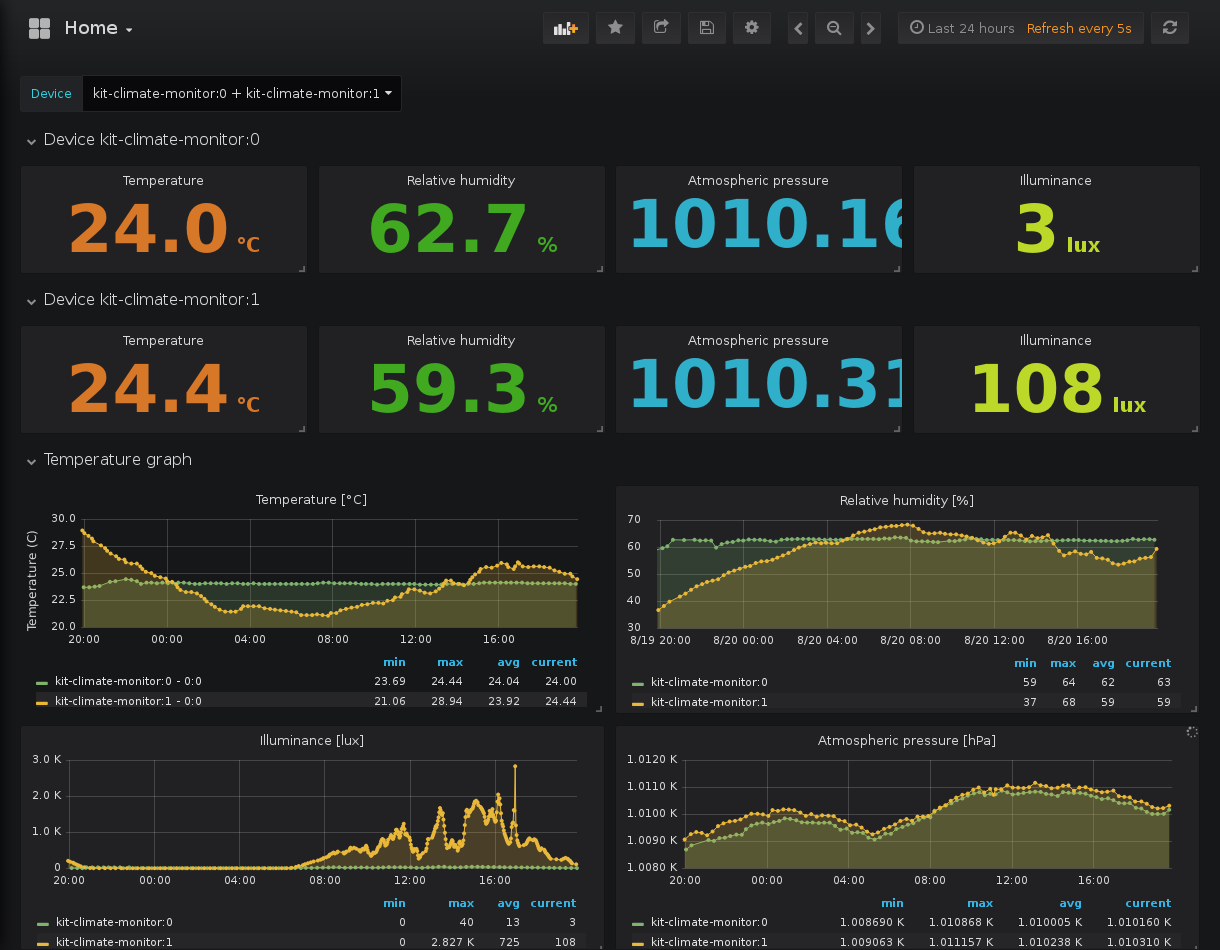 Home
Last 24 hours Refresh every 5s
Device kit-climate-monitor:0 + kit-climate-monitor:1
Device kit-climate-monitor:0
Temperature Relative humidity Atmospheric pressure Illuminance
24.0 °C 62.7 % 1010.16 3 lux
Device kit-climate-monitor:1
Temperature Relative humidity Atmospheric pressure Illuminance
24.4 °C 59.3 % 1010.31 108 lux
Temperature graph
Temperature [°C]
Temperature (C)
30.0
27.5
25.0
22.5
20.0
20:00 00:00 04:00 08:00 12:00 16:00
min max avg current
kit-climate-monitor:0 - 0:0 23.69 24.44 24.04 24.00
kit-climate-monitor:1 - 0:0 21.06 28.94 23.92 24.44
Relative humidity [%]
70
60
50
40
30
8/19 20:00 8/20 00:00 8/20 04:00 8/20 08:00 8/20 12:00 8/20 16:00
min max avg current
kit-climate-monitor:0 59 64 62 63
kit-climate-monitor:1 37 68 59 59
Illuminance [lux]
3.0 K
2.0 K
1.0 K
0
20:00 00:00 04:00 08:00 12:00 16:00
min max avg current
kit-climate-monitor:0 0 40 13 3
kit-climate-monitor:1 0 2.827 K 725 108
Atmospheric pressure [hPa]
1.0120 K
1.0110 K
1.0100 K
1.0090 K
1.0080 K
20:00 00:00 04:00 08:00 12:00 16:00
min max avg current
kit-climate-monitor:0 1.008690 K 1.010868 K 1.010005 K 1.010160 K
kit-climate-monitor:1 1.009063 K 1.011157 K 1.010238 K 1.010310 K